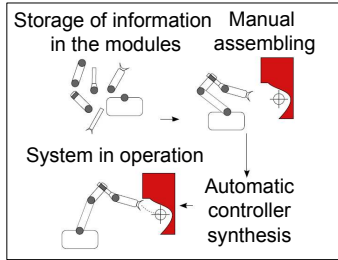 Storage of information
in the modules
Manual
assembling
System in operation
Automatic
controller
synthesis